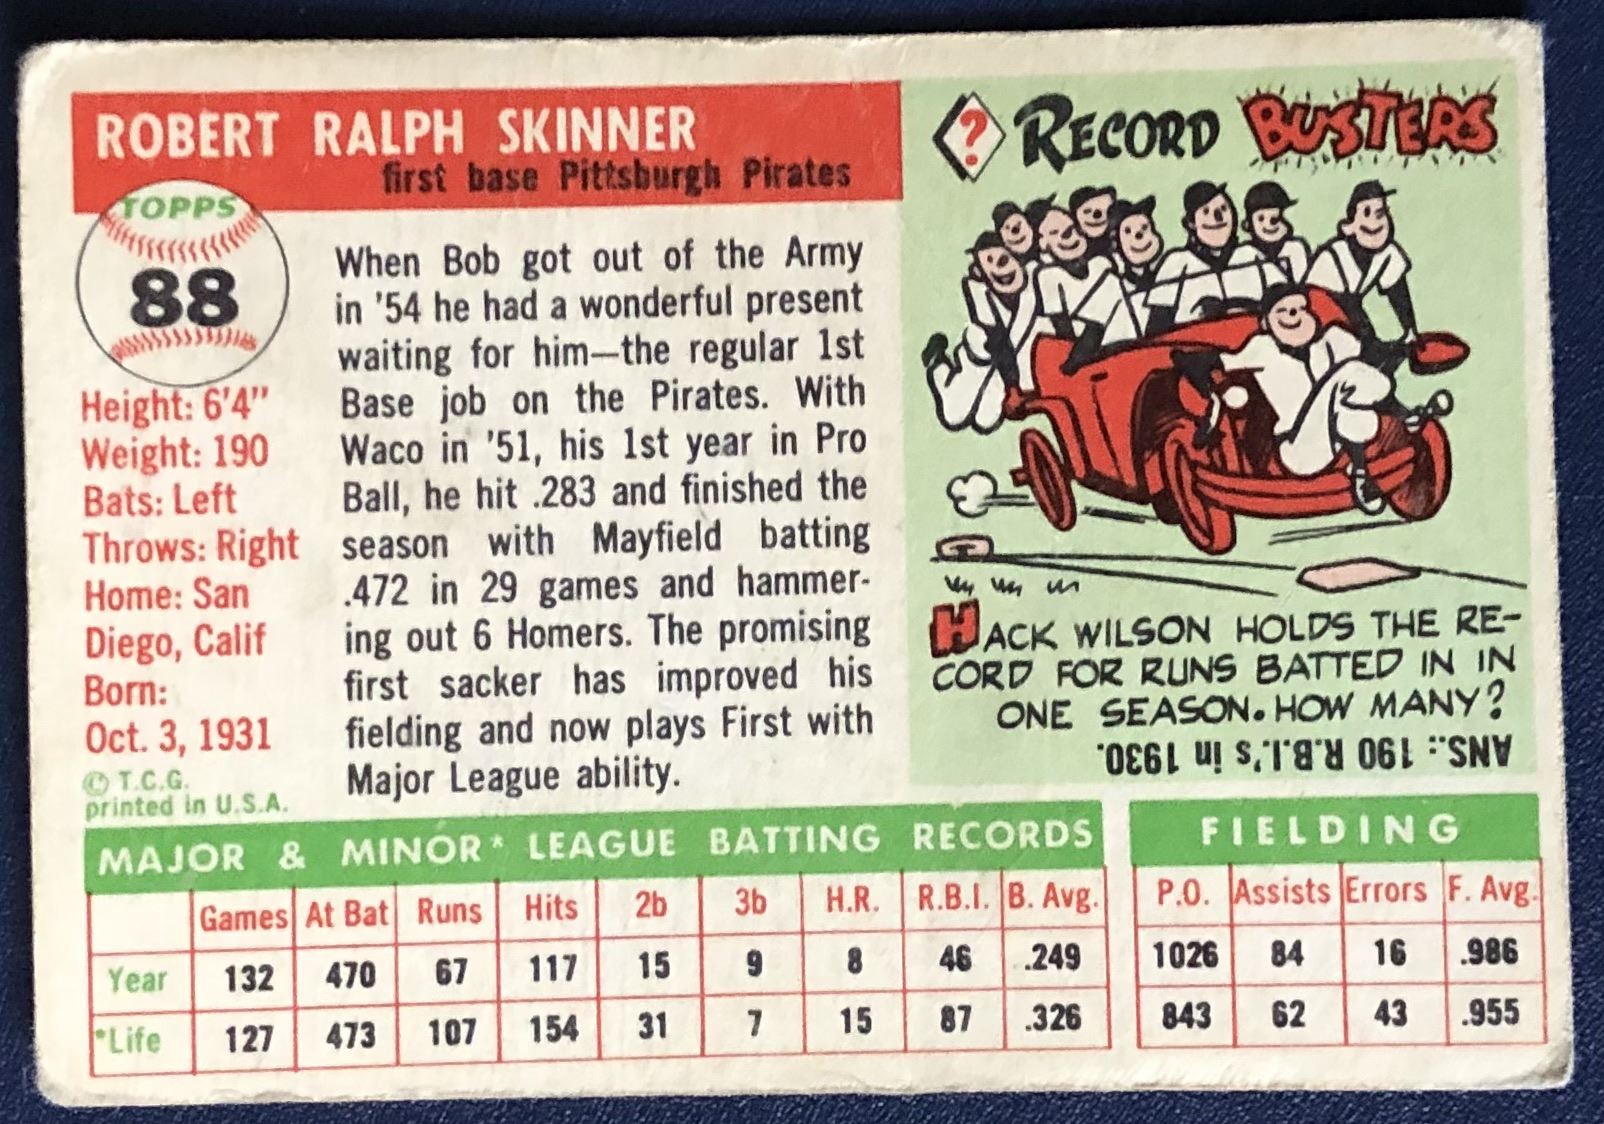 ROBERT RALPH SKINNER
first base Pittsburgh Pirates
TOPPS
88
Height: 6'4"
Weight: 190
Bats: Left
Throws: Right
Home: San
Diego, Calif
Born:
Oct. 3, 1931
© T.C.G.
printed in U.S.A.
When Bob got out of the Army
in '54 he had a wonderful present
waiting for him—the regular 1st
Base job on the Pirates. With
Waco in '51, his 1st year in Pro
Ball, he hit .283 and finished the
season with Mayfield batting
.472 in 29 games and hammer-
ing out 6 Homers. The promising
first sacker has improved his
fielding and now plays First with
Major League ability.
? RECORD BUSTERS
HACK WILSON HOLDS THE RE-
CORD FOR RUNS BATTED IN IN
ONE SEASON. HOW MANY?
ANS.: 190 R.B.I.'s in 1930.
MAJOR & MINOR* LEAGUE BATTING RECORDS
Games At Bat Runs Hits 2b 3b H.R. R.B.I. B. Avg.
Year 132 470 67 117 15 9 8 46 .249
*Life 127 473 107 154 31 7 15 87 .326
FIELDING
P.O. Assists Errors F. Avg.
1026 84 16 .986
843 62 43 .955